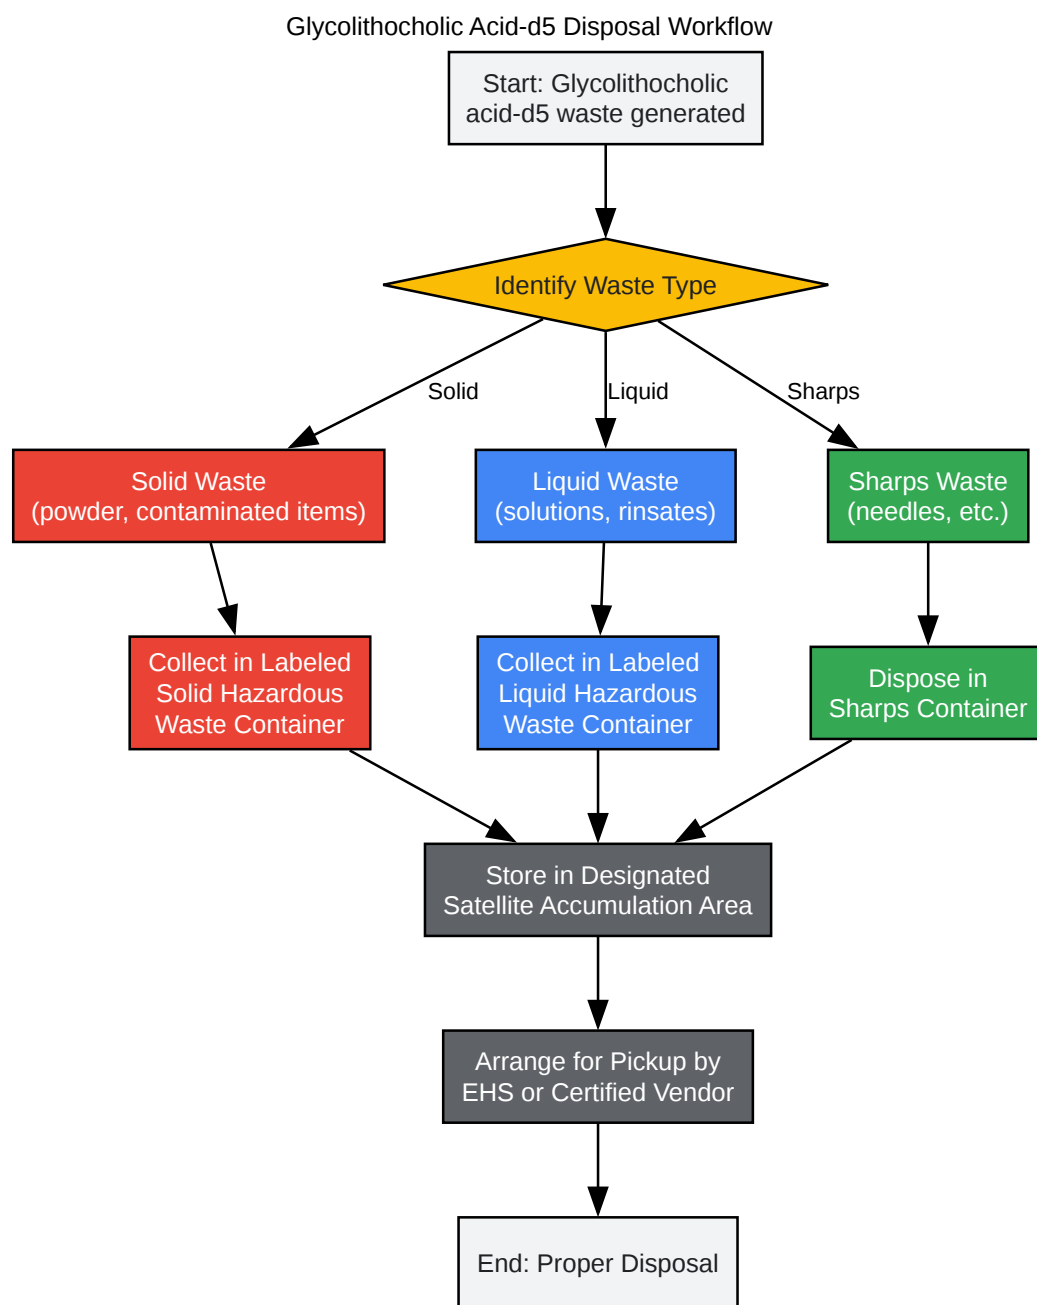 Glycolithocholic Acid-d5 Disposal Workflow
Start: Glycolithocholic
acid-d5 waste generated
Identify Waste Type
Solid
Liquid
Sharps
Solid Waste
(powder, contaminated items)
Liquid Waste
(solutions, rinsates)
Sharps Waste
(needles, etc.)
Collect in Labeled
Solid Hazardous
Waste Container
Collect in Labeled
Liquid Hazardous
Waste Container
Dispose in
Sharps Container
Store in Designated
Satellite Accumulation Area
Arrange for Pickup by
EHS or Certified Vendor
End: Proper Disposal